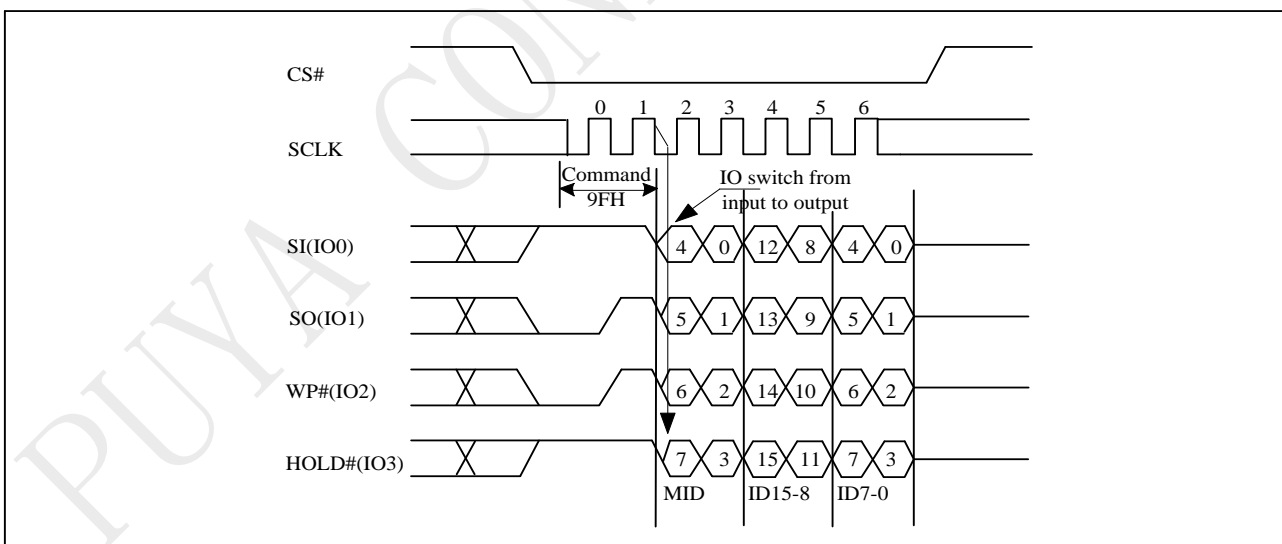 PUYA CON
CS#
0 1 2 3 4 5 6
SCLK
Command
9FH
IO switch from
input to output
SI(IO0)
4 0 12 8 4 0
SO(IO1)
5 1 13 9 5 1
WP#(IO2)
6 2 14 10 6 2
HOLD#(IO3)
7 3 15 11 7 3
MID ID15-8 ID7-0